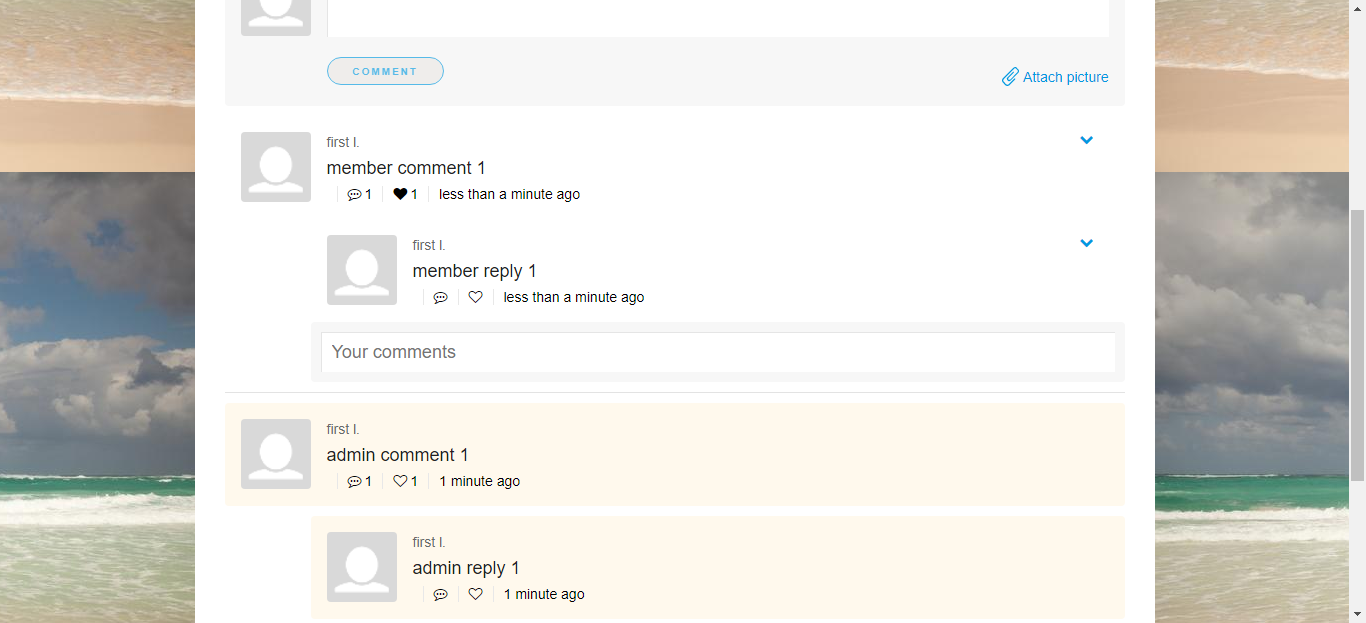 COMMENT
Attach picture
first l.
member comment 1
1 1 less than a minute ago
first l.
member reply 1
less than a minute ago
Your comments
first l.
admin comment 1
1 1 1 minute ago
first l.
admin reply 1
1 minute ago